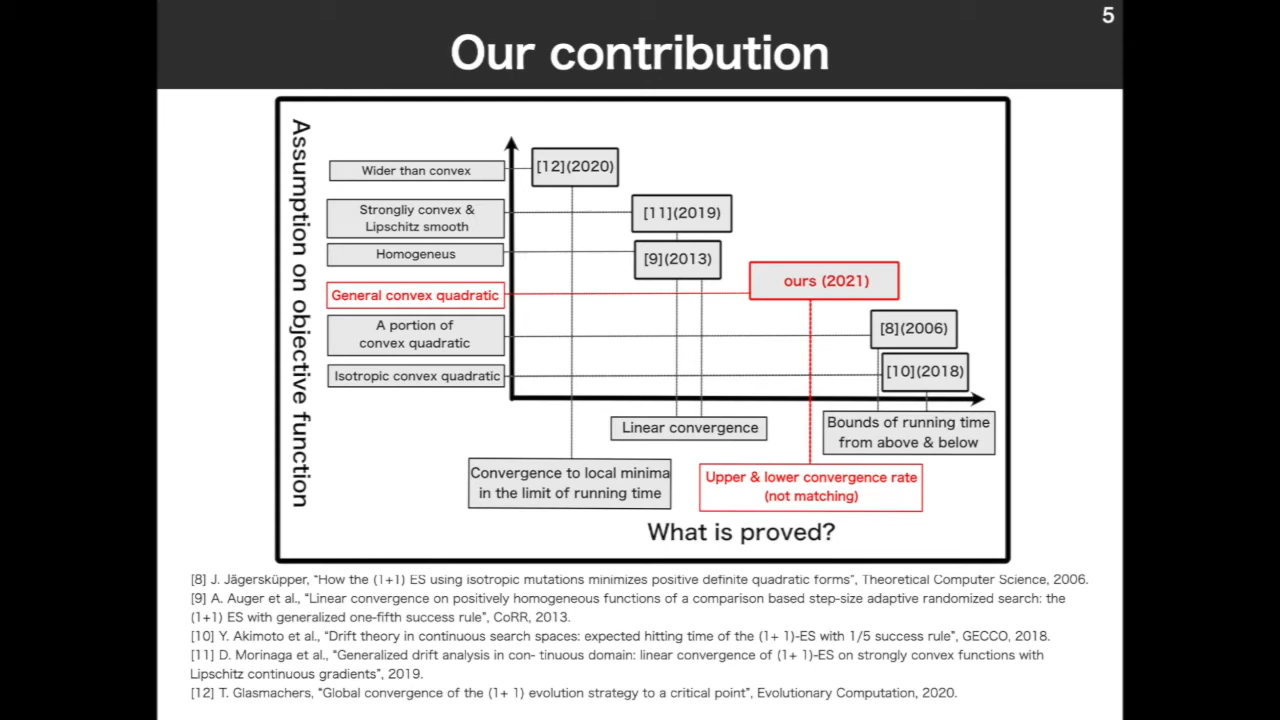 5
Our contribution
Assumption on objective function
Wider than convex
[12](2020)
Strongliy convex &
Lipschitz smooth
[11](2019)
Homogeneus
[9](2013)
General convex quadratic
ours (2021)
A portion of
convex quadratic
[8](2006)
Isotropic convex quadratic
[10](2018)
Linear convergence
Bounds of running time
from above & below
Convergence to local minima
in the limit of running time
Upper & lower convergence rate
(not matching)
What is proved?
[8] J. Jägersküpper, “How the (1+1) ES using isotropic mutations minimizes positive definite quadratic forms”, Theoretical Computer Science, 2006.
[9] A. Auger et al., “Linear convergence on positively homogeneous functions of a comparison based step-size adaptive randomized search: the
(1+1) ES with generalized one-fifth success rule”, CoRR, 2013.
[10] Y. Akimoto et al., “Drift theory in continuous search spaces: expected hitting time of the (1+ 1)-ES with 1/5 success rule”, GECCO, 2018.
[11] D. Morinaga et al., “Generalized drift analysis in con- tinuous domain: linear convergence of (1+ 1)-ES on strongly convex functions with
Lipschitz continuous gradients”, 2019.
[12] T. Glasmachers, “Global convergence of the (1+ 1) evolution strategy to a critical point”, Evolutionary Computation, 2020.